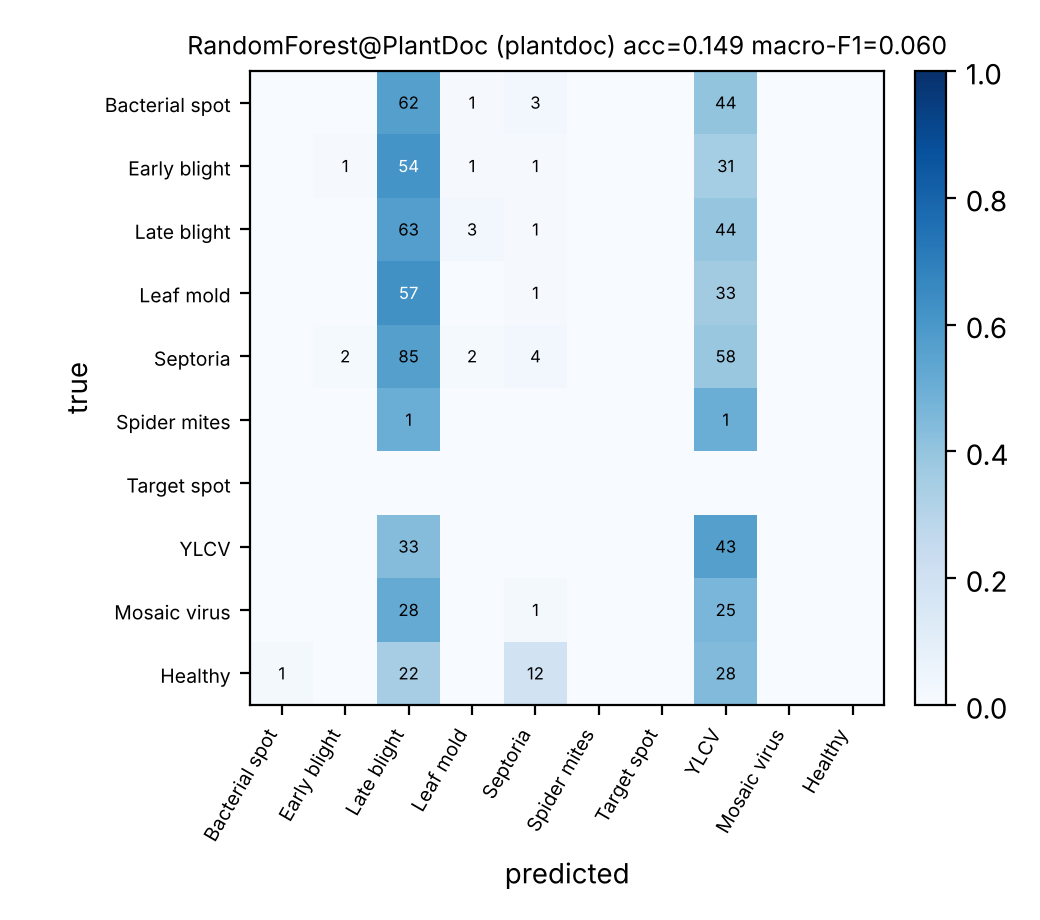 RandomForest@PlantDoc (plantdoc) acc=0.149 macro-F1=0.060
1.0
Bacterial spot 62 1 3 44
Early blight 1 54 1 1 31
0.8
Late blight 63 3 1 44
Leaf mold 57 1 33
0.6
Septoria 2 85 2 4 58
true
Spider mites 1 1
0.4
Target spot
YLCV 33 43
0.2
Mosaic virus 28 1 25
Healthy 1 22 12 28
0.0
Bacterial spot
Early blight
Late blight
Leaf mold
Septoria
Spider mites
Target spot
YLCV
Mosaic virus
Healthy
predicted